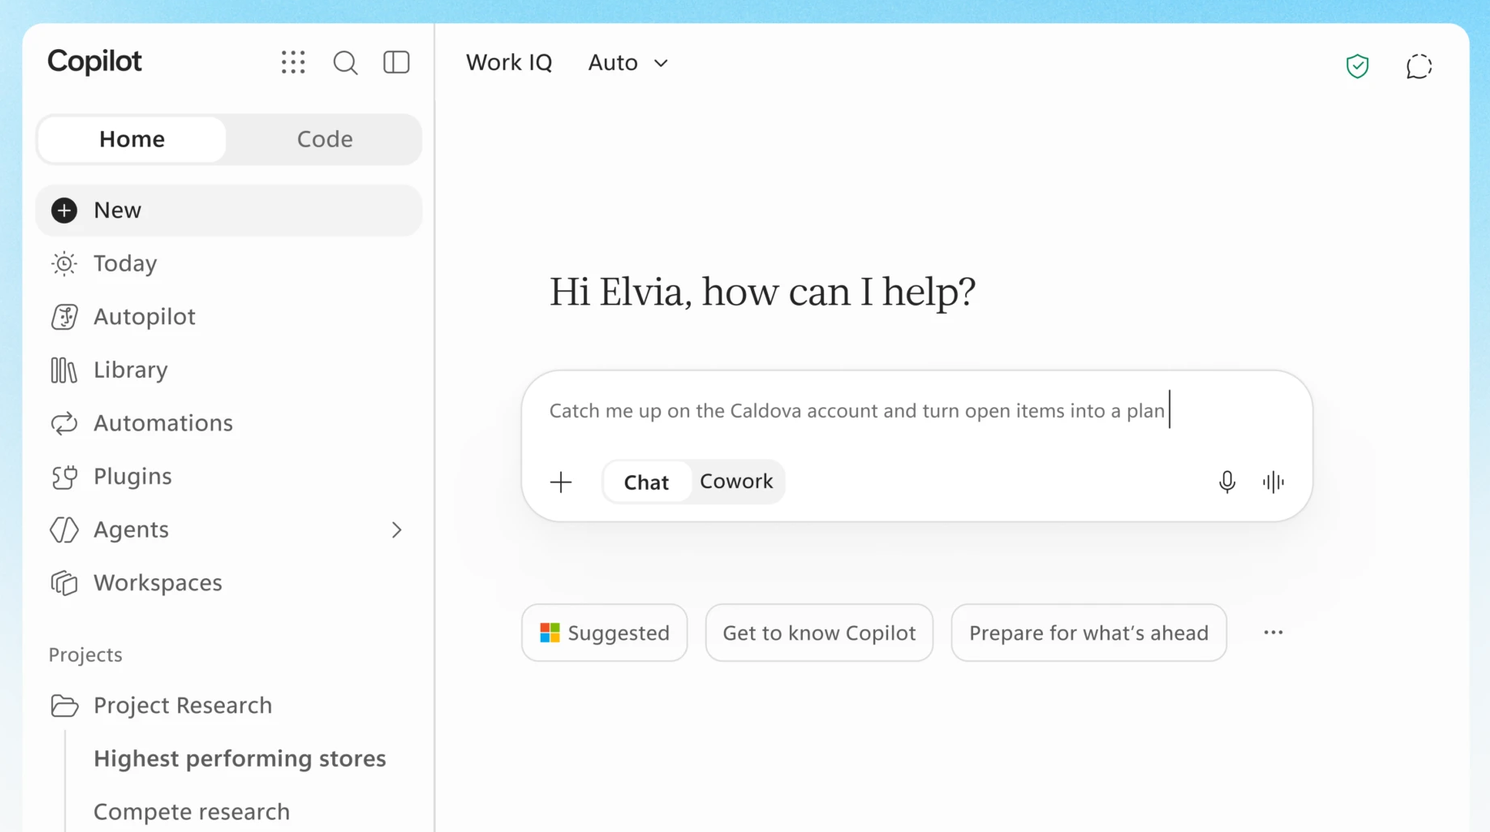 Copilot
Home
Code
New
Today
Autopilot
Library
Automations
Plugins
Agents
Workspaces
Projects
Project Research
Highest performing stores
Compete research
Work IQ
Auto
Hi Elvia, how can I help?
Catch me up on the Caldova account and turn open items into a plan
Chat
Cowork
Suggested
Get to know Copilot
Prepare for what’s ahead